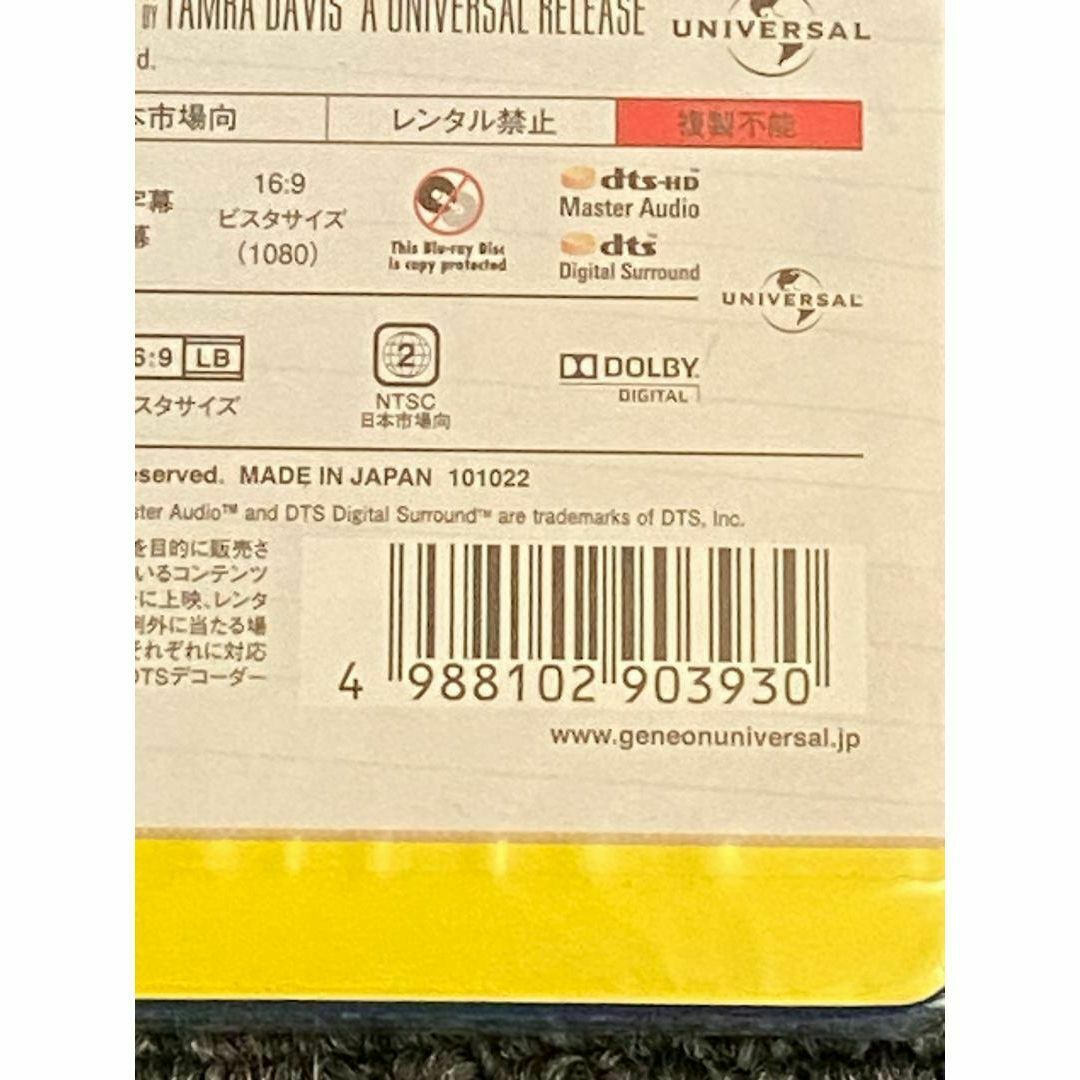 BY TAMRA DAVIS A UNIVERSAL RELEASE
UNIVERSAL
d.
本市場向
レンタル禁止
複製不能
字幕
幕
16:9
ビスタサイズ
(1080)
This Blu-ray Disc
is copy protected
dts-HD
Master Audio
dts
Digital Surround
UNIVERSAL
6:9 LB
スタサイズ
2
NTSC
日本市場向
DOLBY
DIGITAL
eserved. MADE IN JAPAN 101022
ster Audio™ and DTS Digital Surround™ are trademarks of DTS, Inc.
を目的に販売さ
いるコンテンツ
に上映、レンタ
例外に当たる場
それぞれに対応
DTSデコーダー
4 988102 903930
www.geneonuniversal.jp